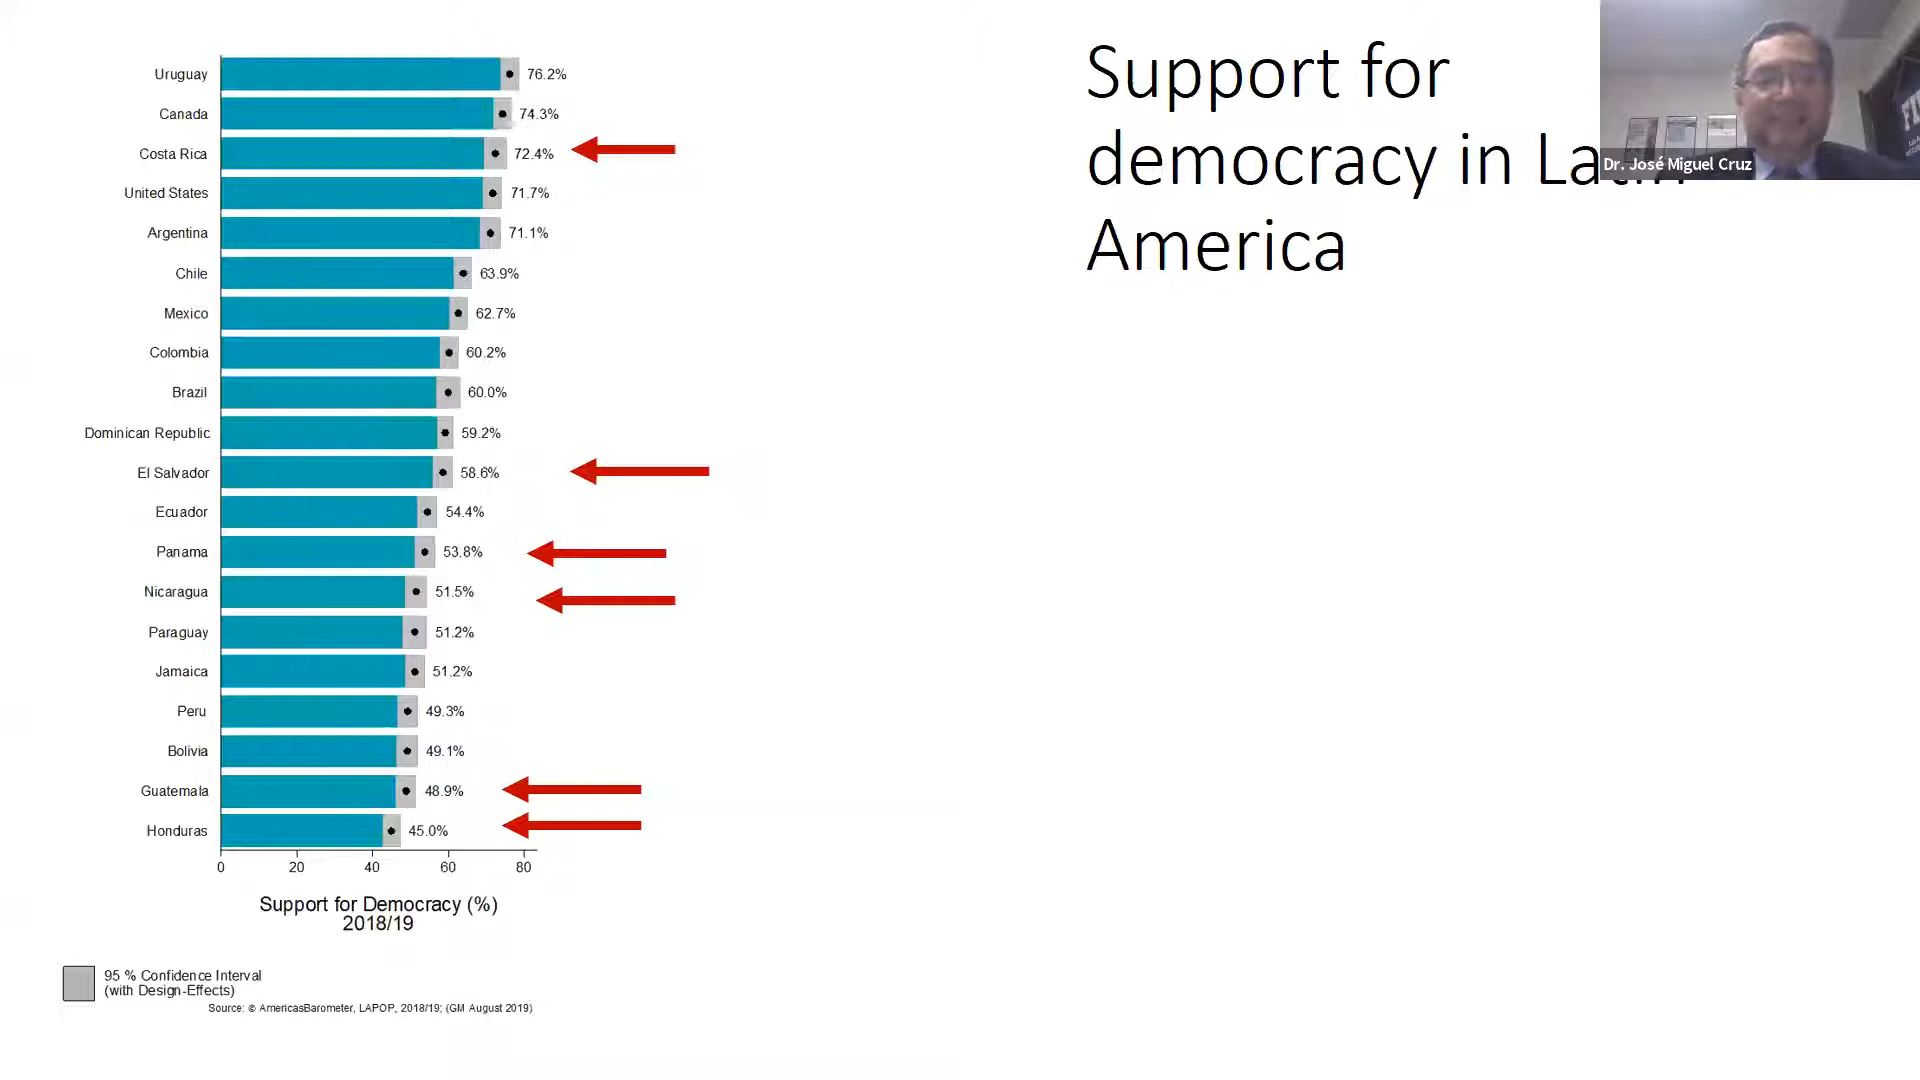 Support for
democracy in Latin
America
Dr. José Miguel Cruz
Uruguay 76.2%
Canada 74.3%
Costa Rica 72.4%
United States 71.7%
Argentina 71.1%
Chile 63.9%
Mexico 62.7%
Colombia 60.2%
Brazil 60.0%
Dominican Republic 59.2%
El Salvador 58.6%
Ecuador 54.4%
Panama 53.8%
Nicaragua 51.5%
Paraguay 51.2%
Jamaica 51.2%
Peru 49.3%
Bolivia 49.1%
Guatemala 48.9%
Honduras 45.0%
0 20 40 60 80
Support for Democracy (%)
2018/19
95 % Confidence Interval
(with Design-Effects)
Source: © AmericasBarometer, LAPOP, 2018/19; (GM August 2019)